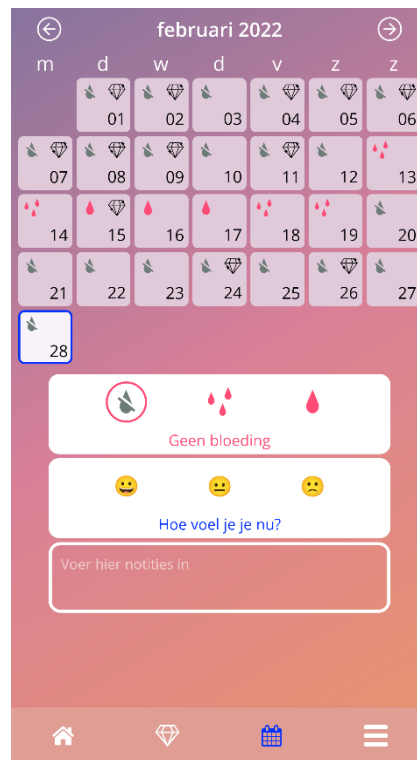 februari 2022
m d w d v z z
01 02 03 04 05 06
07 08 09 10 11 12 13
14 15 16 17 18 19 20
21 22 23 24 25 26 27
28
Geen bloeding
Hoe voel je je nu?
Voer hier notities in